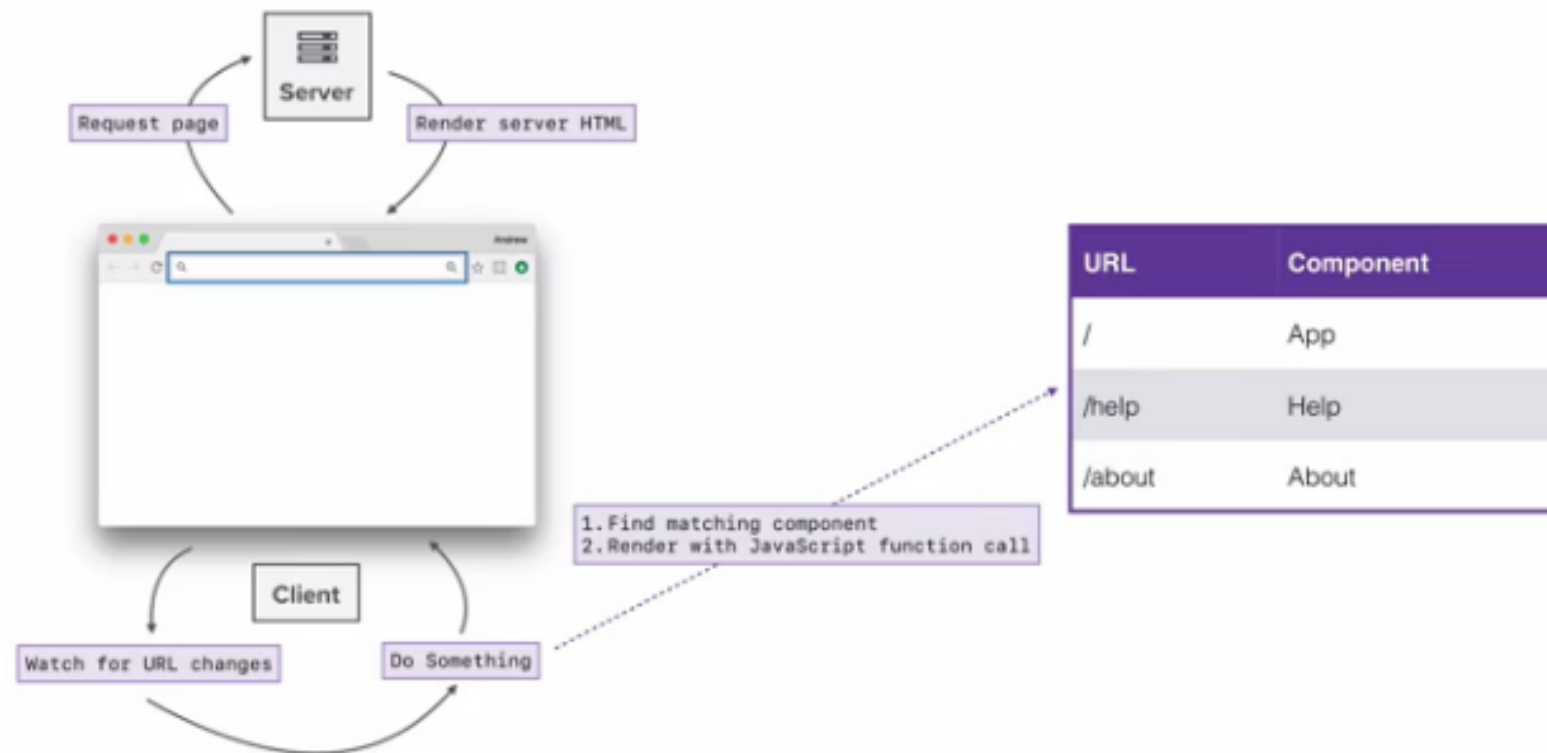 Server
Request page
Render server HTML
Andrew
URL Component
/ App
/help Help
/about About
1.Find matching component
2.Render with JavaScript function call
Client
Watch for URL changes
Do Something